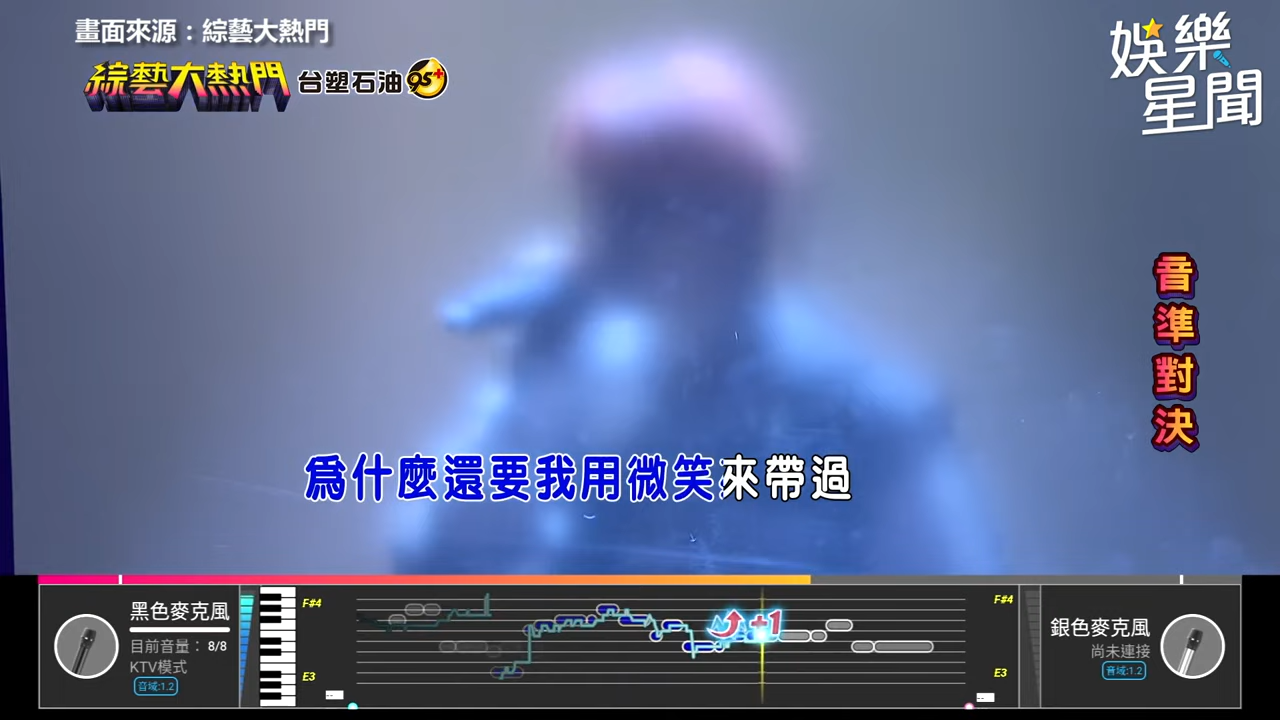 畫面來源：綜藝大熱門
綜藝大熱門 台塑石油 95+
娛樂
星聞
音準對決
為什麼還要我用微笑來帶過
黑色麥克風
目前音量： 8/8
KTV模式
音域:1.2
F#4
E3
--
+1
F#4
E3
--
銀色麥克風
尚未連接
音域:1.2